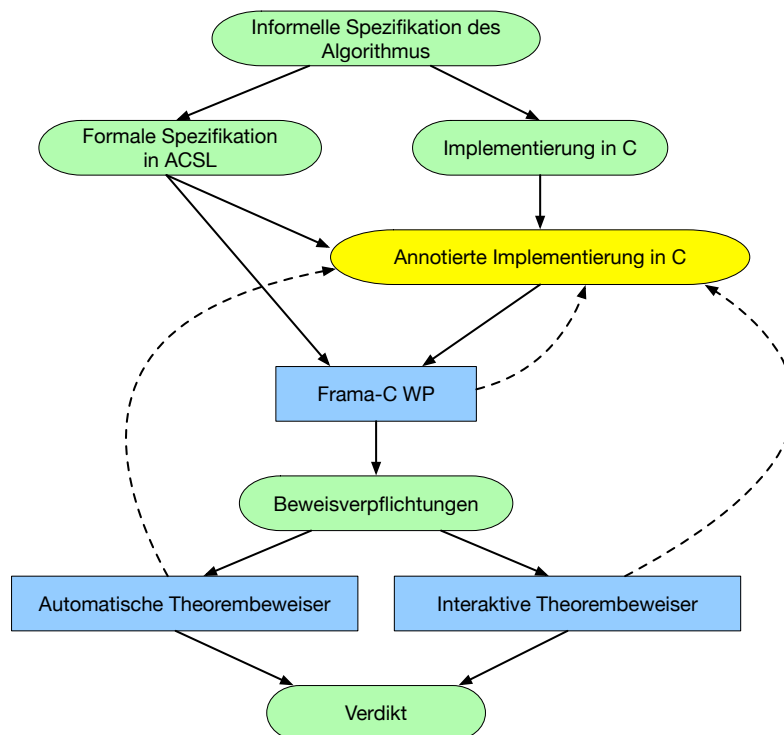 Informelle Spezifikation des
Algorithmus
Formale Spezifikation
in ACSL
Implementierung in C
Annotierte Implementierung in C
Frama-C WP
Beweisverpflichtungen
Automatische Theorembeweiser
Interaktive Theorembeweiser
Verdikt